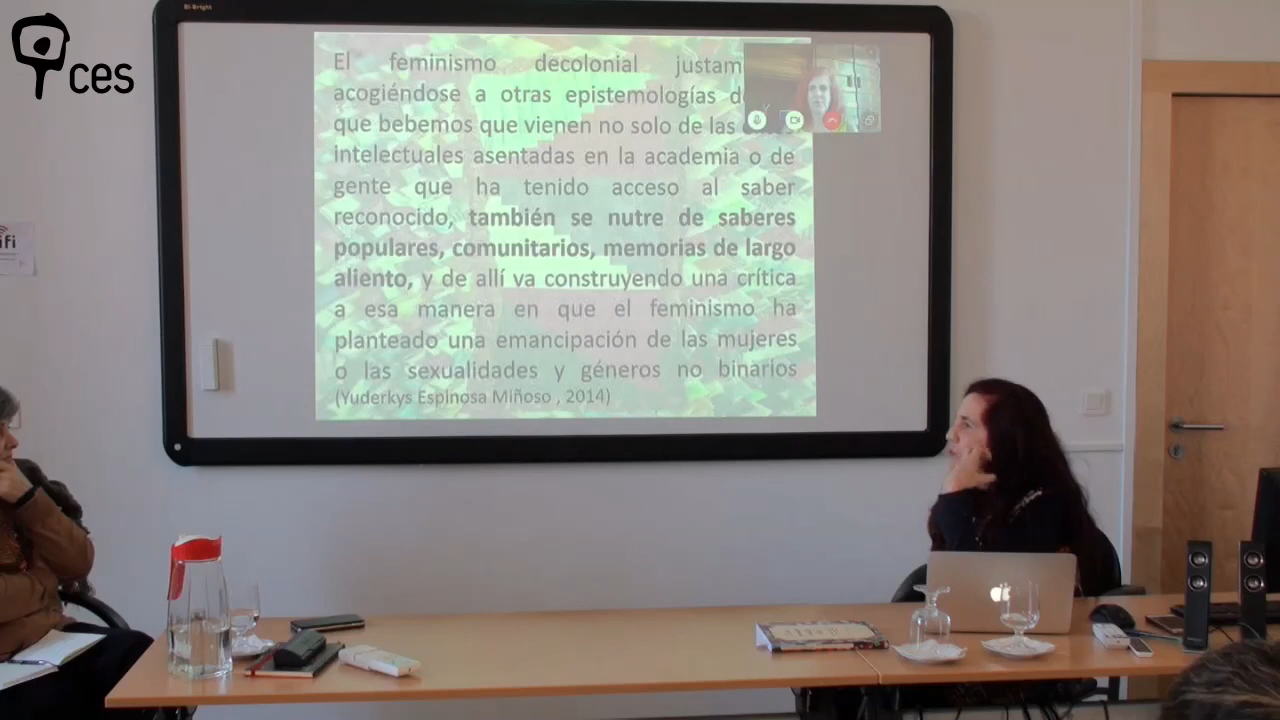 ces
Bi-Bright
El feminismo decolonial justam
acogiéndose a otras epistemologías d
que bebemos que vienen no solo de las
intelectuales asentadas en la academia o de
gente que ha tenido acceso al saber
reconocido, también se nutre de saberes
populares, comunitarios, memorias de largo
aliento, y de allí va construyendo una crítica
a esa manera en que el feminismo ha
planteado una emancipación de las mujeres
o las sexualidades y géneros no binarios
(Yuderkys Espinosa Miñoso , 2014)
ifi